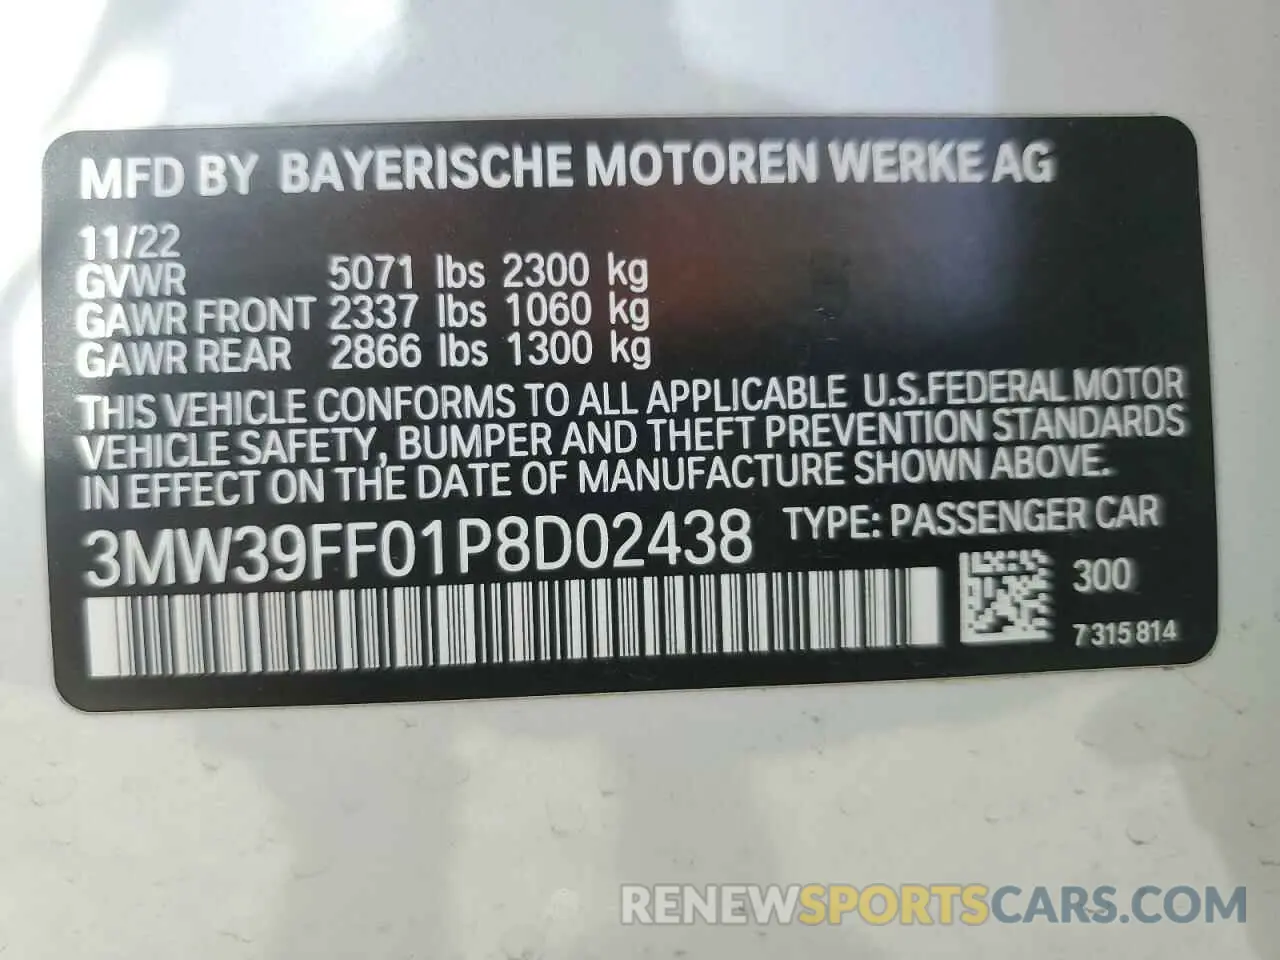 MFD BY BAYERISCHE MOTOREN WERKE AG
11/22
GVWR 5071 lbs 2300 kg
GAWR FRONT 2337 lbs 1060 kg
GAWR REAR 2866 lbs 1300 kg
THIS VEHICLE CONFORMS TO ALL APPLICABLE U.S.FEDERAL MOTOR
VEHICLE SAFETY, BUMPER AND THEFT PREVENTION STANDARDS
IN EFFECT ON THE DATE OF MANUFACTURE SHOWN ABOVE.
3MW39FF01P8D02438 TYPE: PASSENGER CAR
300
7 315 814
RENEWSPORTSCARS.COM